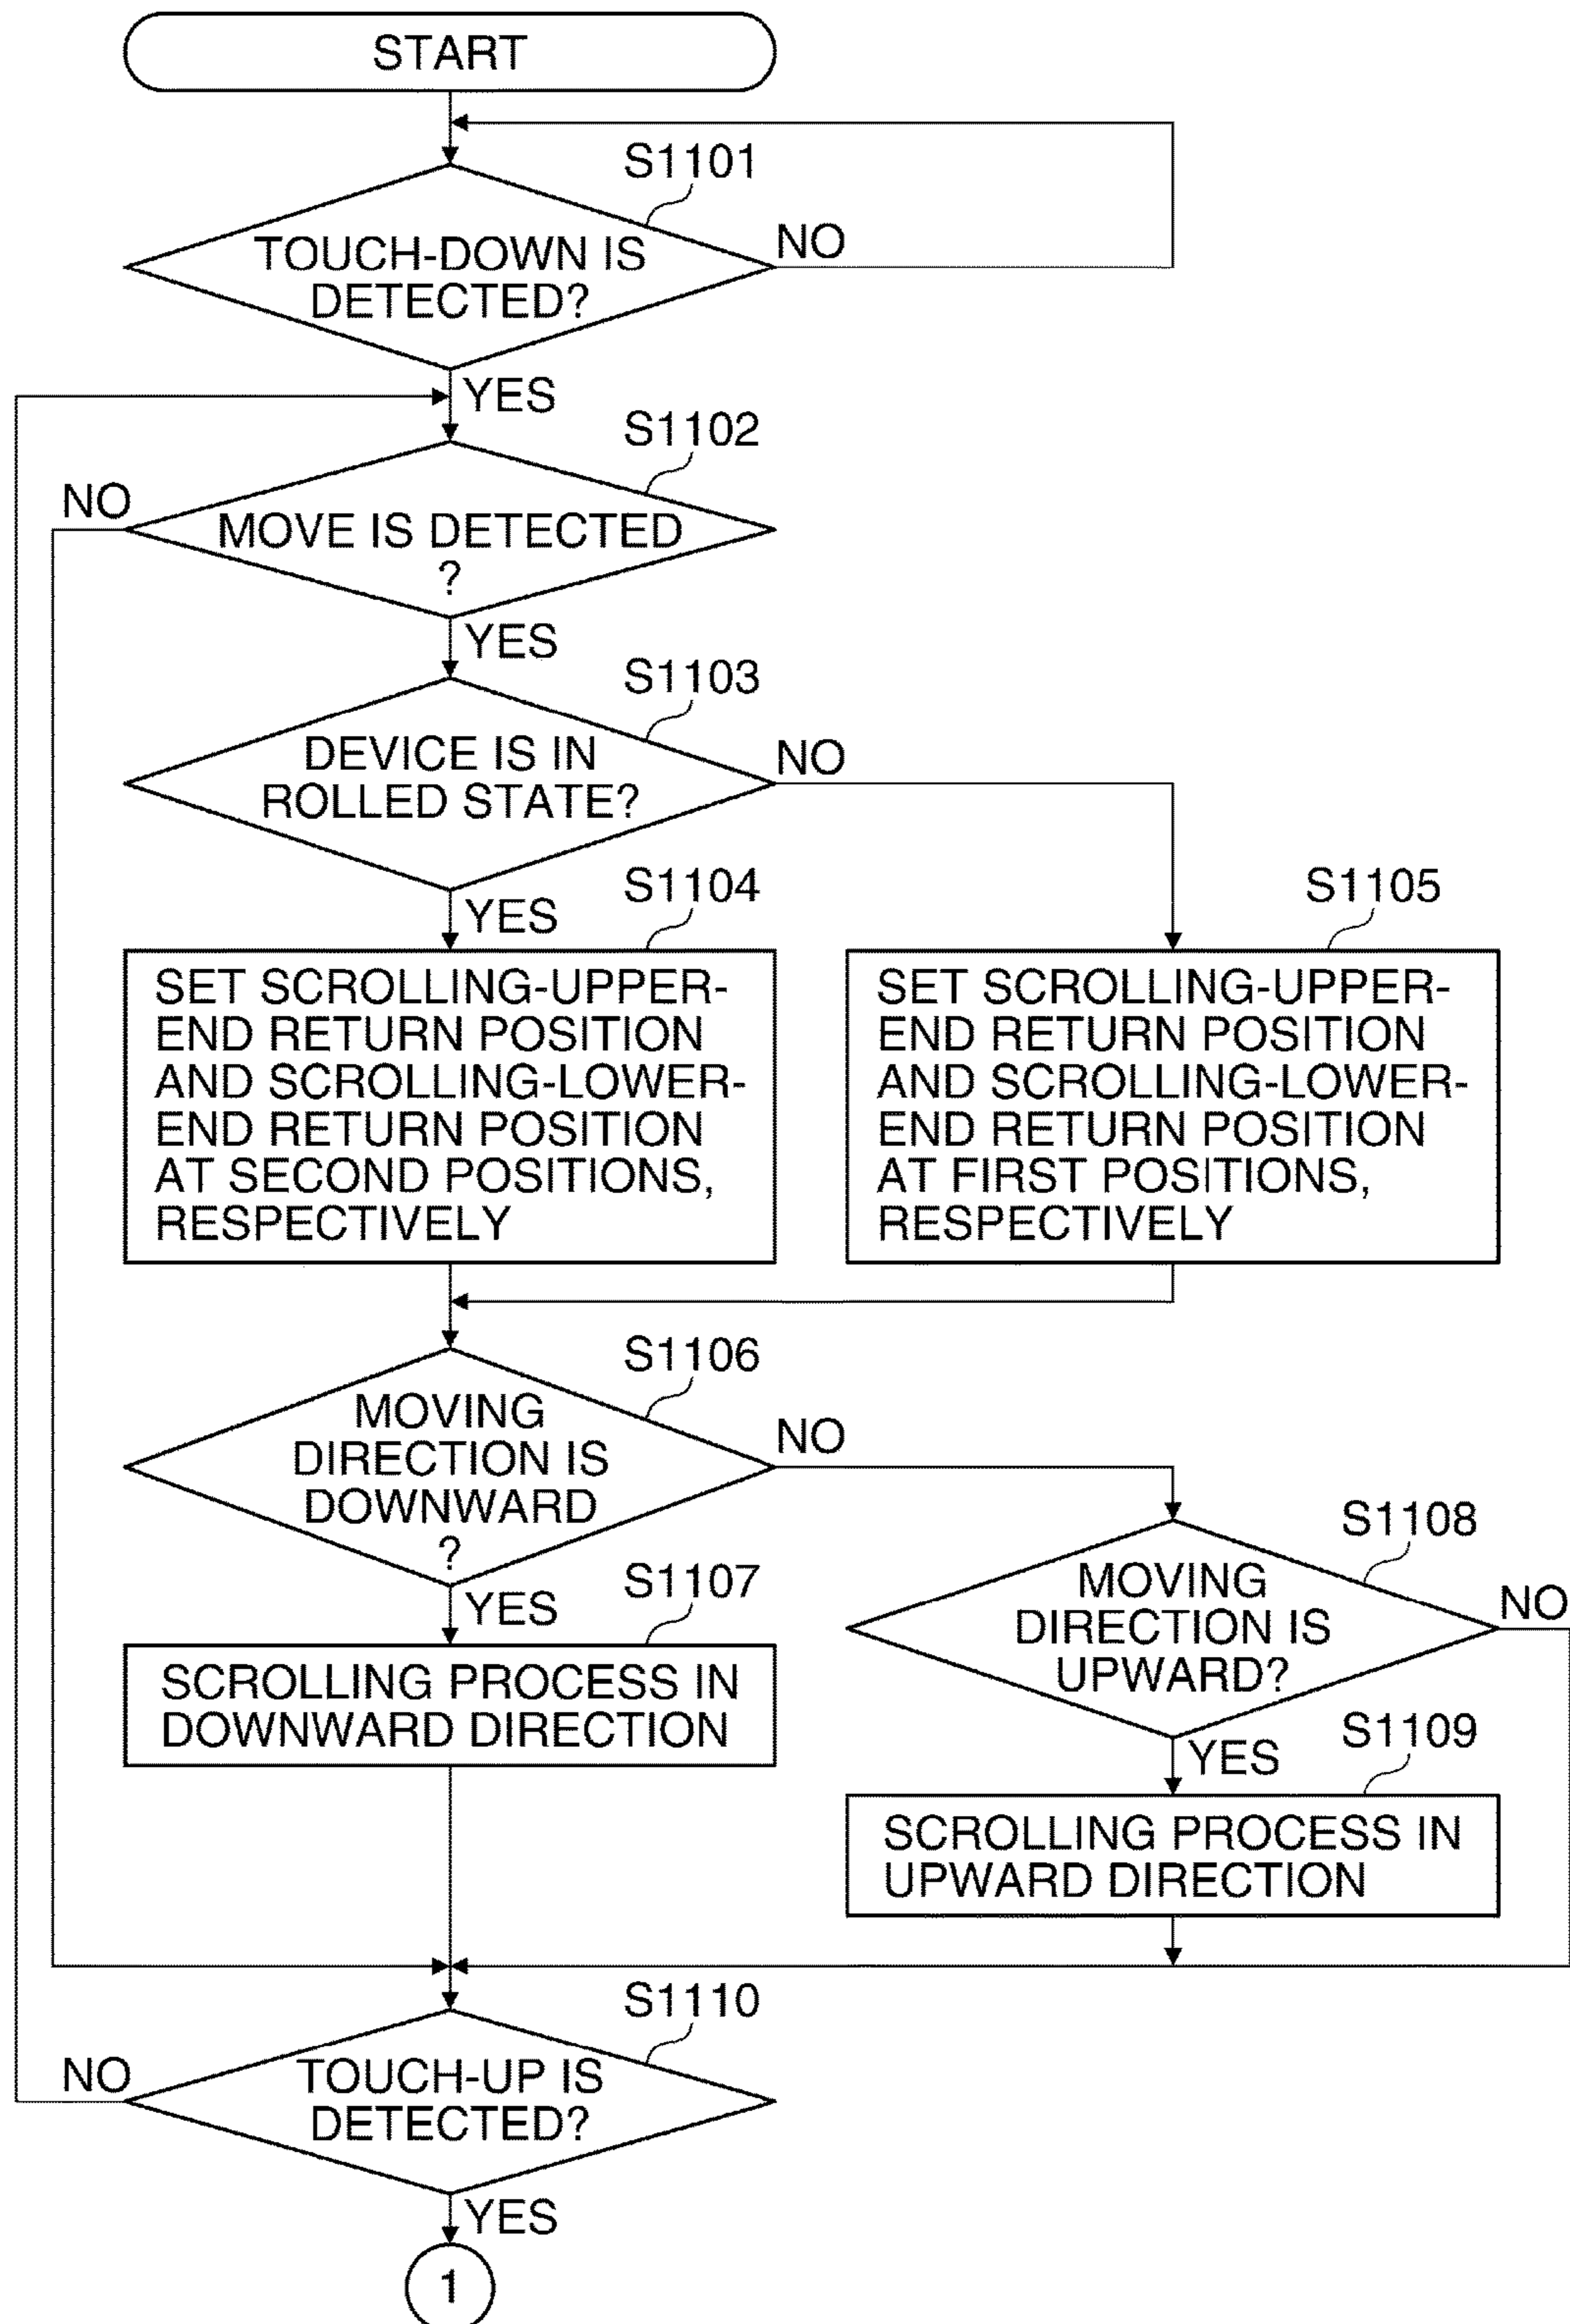 START
S1101
TOUCH-DOWN IS
DETECTED?
NO
YES
S1102
NO
MOVE IS DETECTED
?
YES
S1103
DEVICE IS IN
ROLLED STATE?
NO
YES
S1104
SET SCROLLING-UPPER-
END RETURN POSITION
AND SCROLLING-LOWER-
END RETURN POSITION
AT SECOND POSITIONS,
RESPECTIVELY
S1105
SET SCROLLING-UPPER-
END RETURN POSITION
AND SCROLLING-LOWER-
END RETURN POSITION
AT FIRST POSITIONS,
RESPECTIVELY
S1106
MOVING
DIRECTION IS
DOWNWARD
?
NO
YES
S1107
SCROLLING PROCESS IN
DOWNWARD DIRECTION
S1108
MOVING
DIRECTION IS
UPWARD?
NO
YES
S1109
SCROLLING PROCESS IN
UPWARD DIRECTION
S1110
NO
TOUCH-UP IS
DETECTED?
YES
1